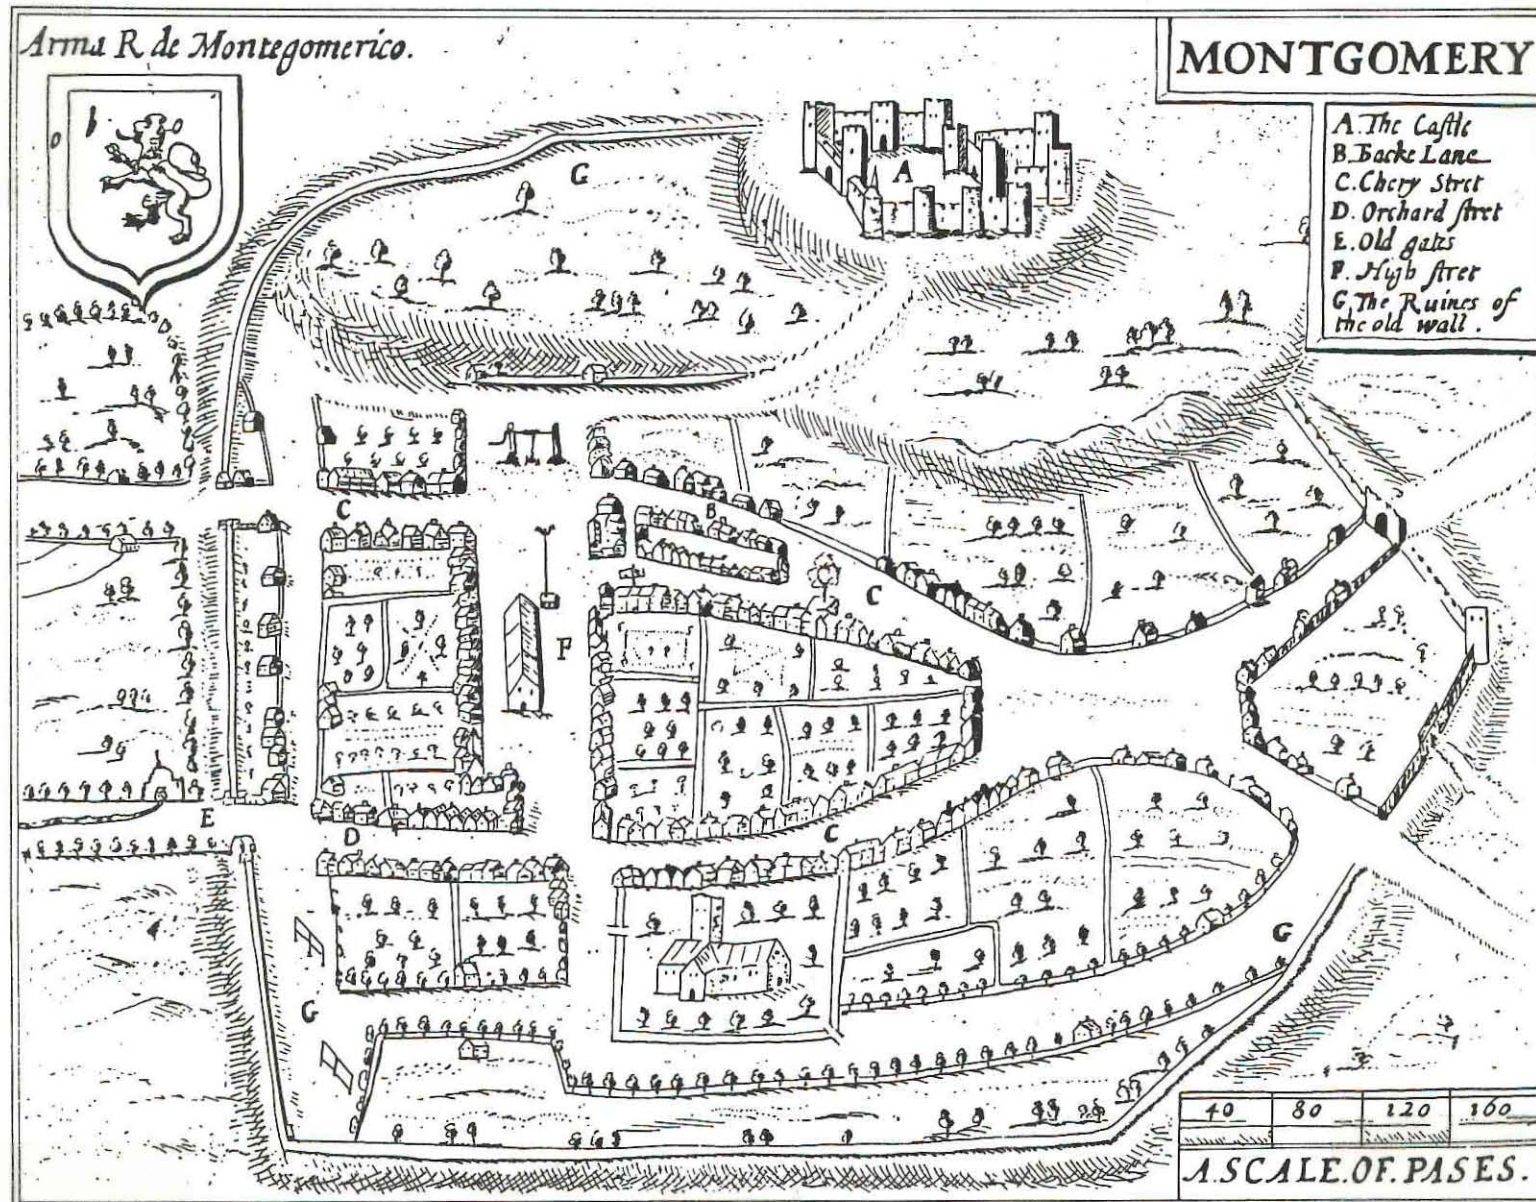 Arma R de Montegomerico.
MONTGOMERY
A.The Castle
B.Backe Lane
C.Chery Stret
D.Orchard stret
E.Old gates
F.High stret
G.The Ruines of
the old wall.
o
b
G
A
C
B
C
F
E
D
C
G
G
40 80 120 160
A.SCALE.OF.PASES.